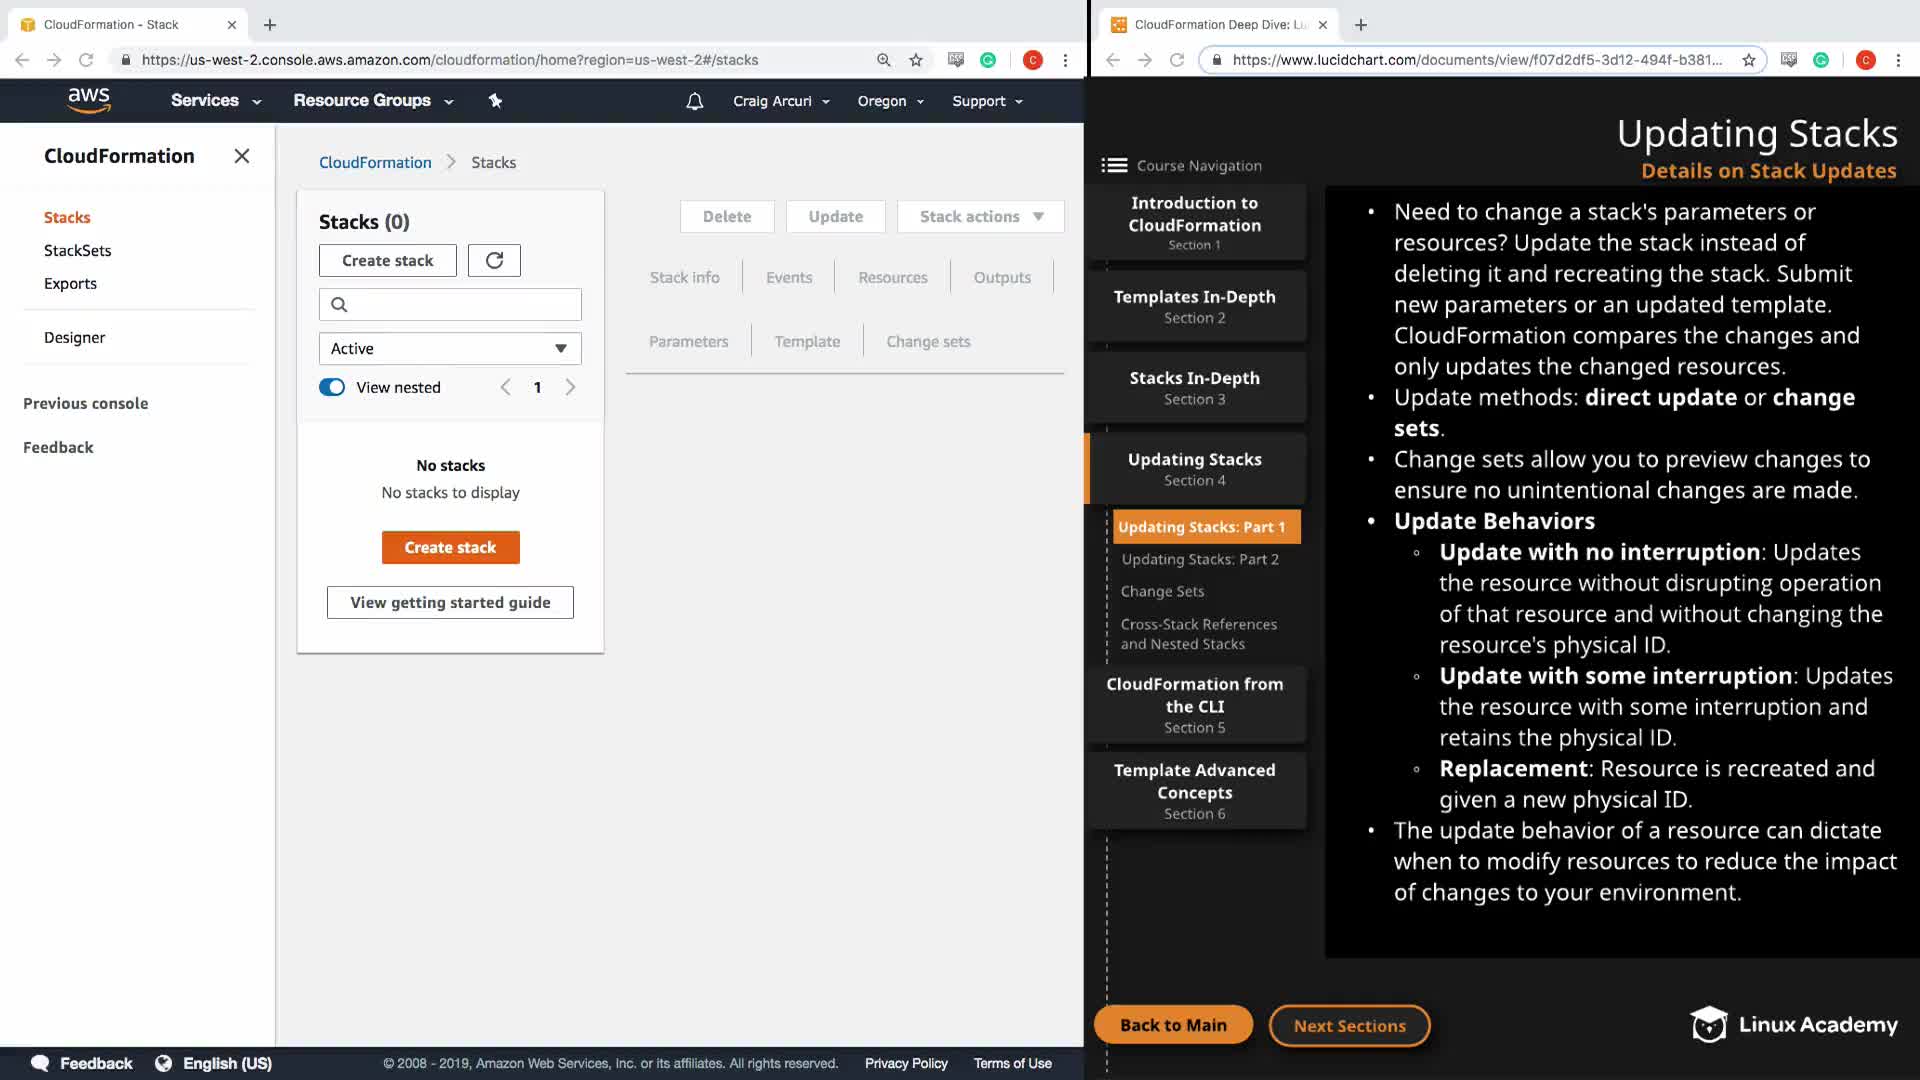 CloudFormation - Stack
https://us-west-2.console.aws.amazon.com/cloudformation/home?region=us-west-2#/stacks
aws
Services
Resource Groups
Craig Arcuri
Oregon
Support
CloudFormation
Stacks
StackSets
Exports
Designer
Previous console
Feedback
CloudFormation
Stacks
Stacks (0)
Create stack
Active
View nested
1
No stacks
No stacks to display
Create stack
View getting started guide
Delete
Update
Stack actions
Stack info
Events
Resources
Outputs
Parameters
Template
Change sets
Feedback
English (US)
© 2008 - 2019, Amazon Web Services, Inc. or its affiliates. All rights reserved.
Privacy Policy
Terms of Use
CloudFormation Deep Dive: Lu
https://www.lucidchart.com/documents/view/f07d2df5-3d12-494f-b381...
Updating Stacks
Details on Stack Updates
Course Navigation
Introduction to
CloudFormation
Section 1
Templates In-Depth
Section 2
Stacks In-Depth
Section 3
Updating Stacks
Section 4
Updating Stacks: Part 1
Updating Stacks: Part 2
Change Sets
Cross-Stack References
and Nested Stacks
CloudFormation from
the CLI
Section 5
Template Advanced
Concepts
Section 6
• Need to change a stack's parameters or
resources? Update the stack instead of
deleting it and recreating the stack. Submit
new parameters or an updated template.
CloudFormation compares the changes and
only updates the changed resources.
• Update methods: direct update or change
sets.
• Change sets allow you to preview changes to
ensure no unintentional changes are made.
• Update Behaviors
◦ Update with no interruption: Updates
the resource without disrupting operation
of that resource and without changing the
resource's physical ID.
◦ Update with some interruption: Updates
the resource with some interruption and
retains the physical ID.
◦ Replacement: Resource is recreated and
given a new physical ID.
• The update behavior of a resource can dictate
when to modify resources to reduce the impact
of changes to your environment.
Back to Main
Next Sections
Linux Academy